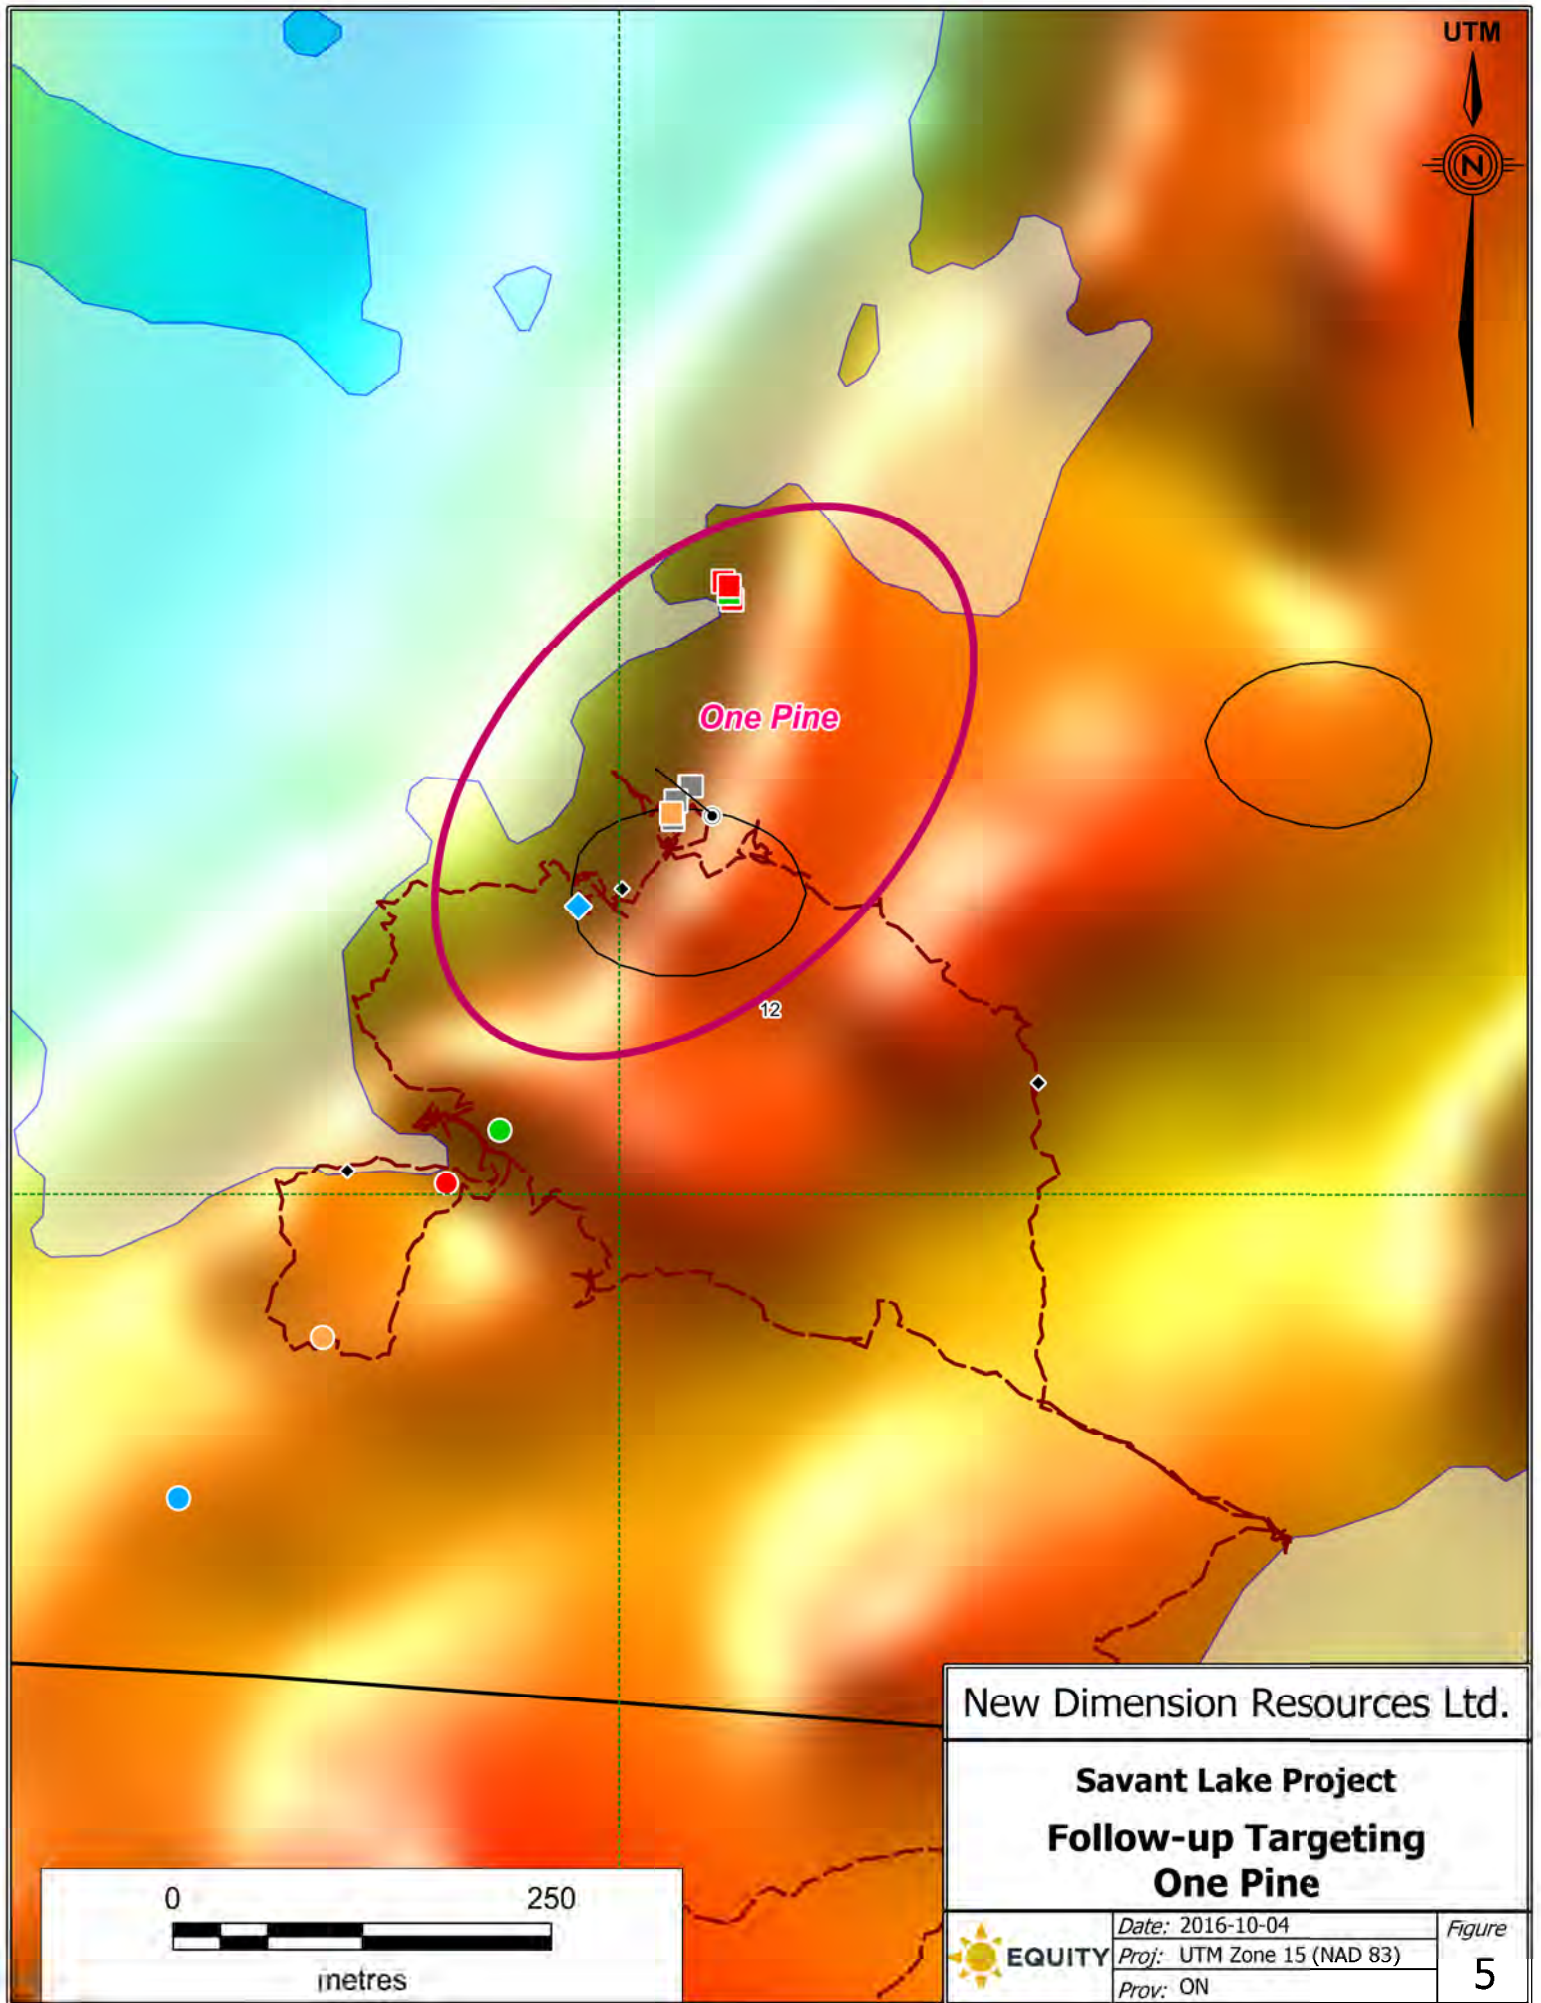 UTM
N
One Pine
12
New Dimension Resources Ltd.
Savant Lake Project
Follow-up Targeting
One Pine
0 250
metres
EQUITY
Date: 2016-10-04
Proj: UTM Zone 15 (NAD 83)
Prov: ON
Figure
5